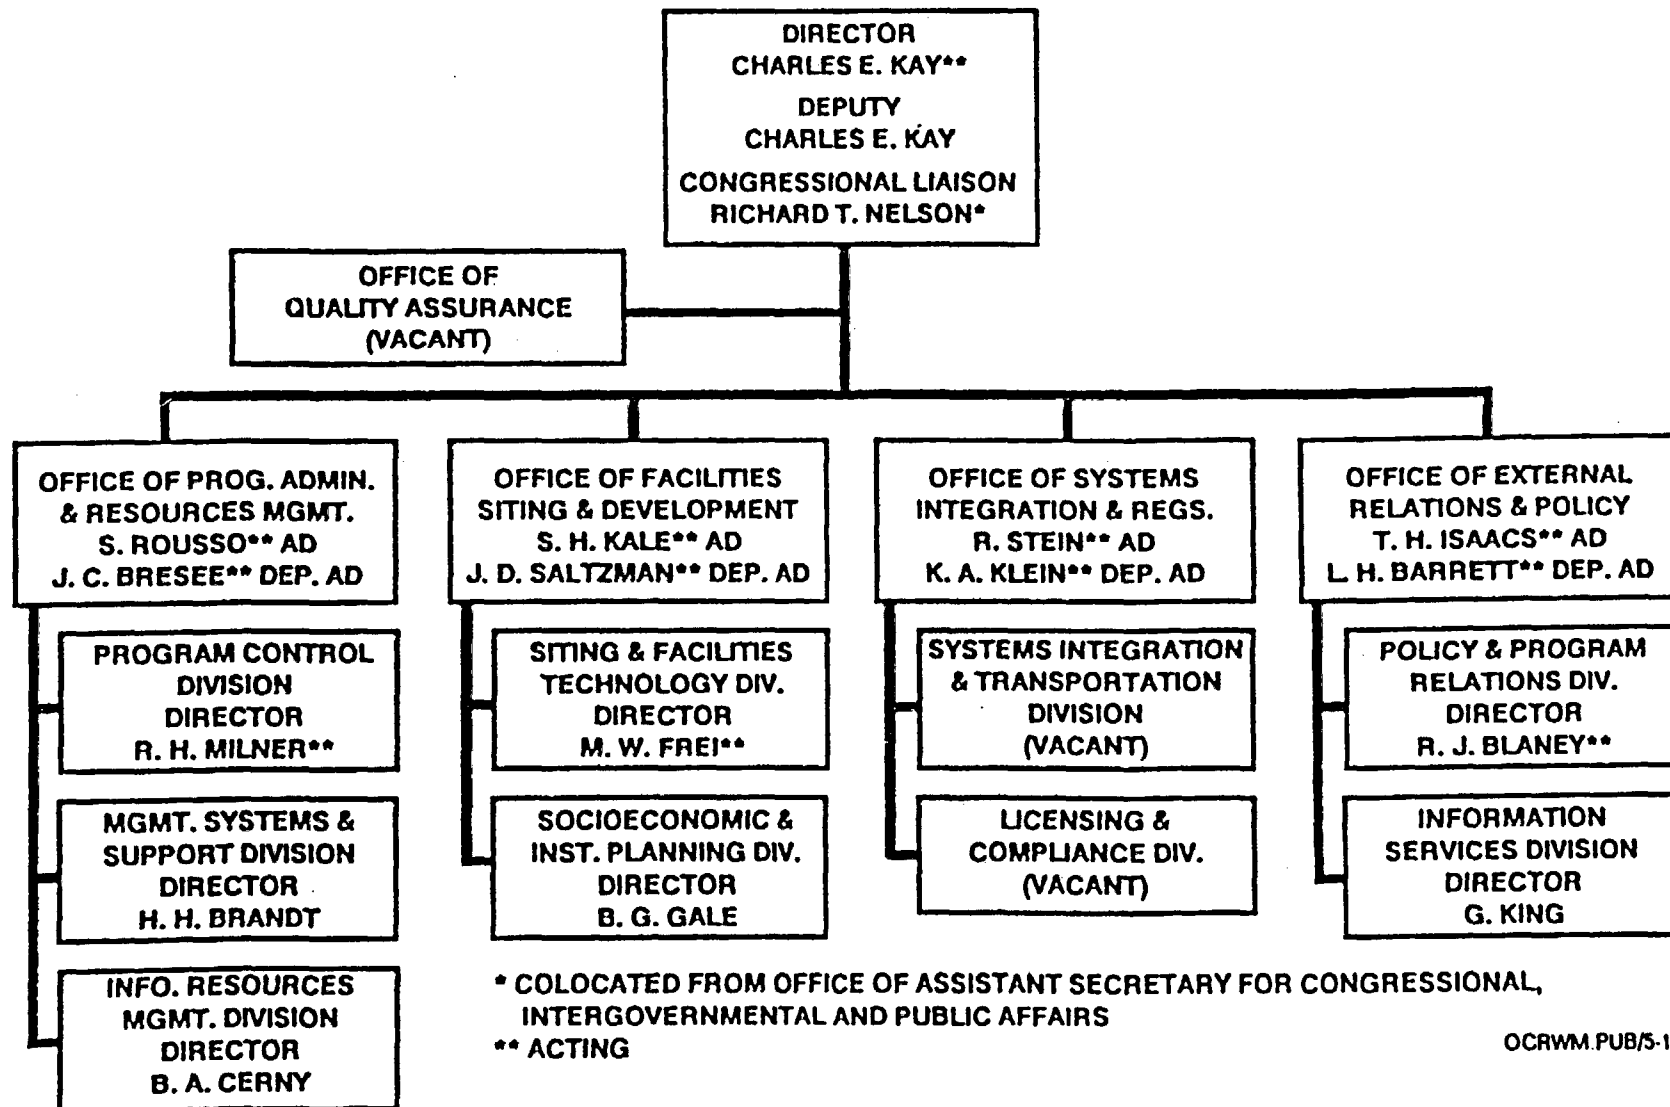 DIRECTOR
CHARLES E. KAY**
DEPUTY
CHARLES E. KAY
CONGRESSIONAL LIAISON
RICHARD T. NELSON*
OFFICE OF
QUALITY ASSURANCE
(VACANT)
OFFICE OF PROG. ADMIN.
& RESOURCES MGMT.
S. ROUSSO** AD
J. C. BRESEE** DEP. AD
PROGRAM CONTROL
DIVISION
DIRECTOR
R. H. MILNER**
MGMT. SYSTEMS &
SUPPORT DIVISION
DIRECTOR
H. H. BRANDT
INFO. RESOURCES
MGMT. DIVISION
DIRECTOR
B. A. CERNY
OFFICE OF FACILITIES
SITING & DEVELOPMENT
S. H. KALE** AD
J. D. SALTZMAN** DEP. AD
SITING & FACILITIES
TECHNOLOGY DIV.
DIRECTOR
M. W. FREI**
SOCIOECONOMIC &
INST. PLANNING DIV.
DIRECTOR
B. G. GALE
OFFICE OF SYSTEMS
INTEGRATION & REGS.
R. STEIN** AD
K. A. KLEIN** DEP. AD
SYSTEMS INTEGRATION
& TRANSPORTATION
DIVISION
(VACANT)
LICENSING &
COMPLIANCE DIV.
(VACANT)
OFFICE OF EXTERNAL
RELATIONS & POLICY
T. H. ISAACS** AD
L. H. BARRETT** DEP. AD
POLICY & PROGRAM
RELATIONS DIV.
DIRECTOR
R. J. BLANEY**
INFORMATION
SERVICES DIVISION
DIRECTOR
G. KING
* COLOCATED FROM OFFICE OF ASSISTANT SECRETARY FOR CONGRESSIONAL,
INTERGOVERNMENTAL AND PUBLIC AFFAIRS
** ACTING
OCRWM.PUB/5-1